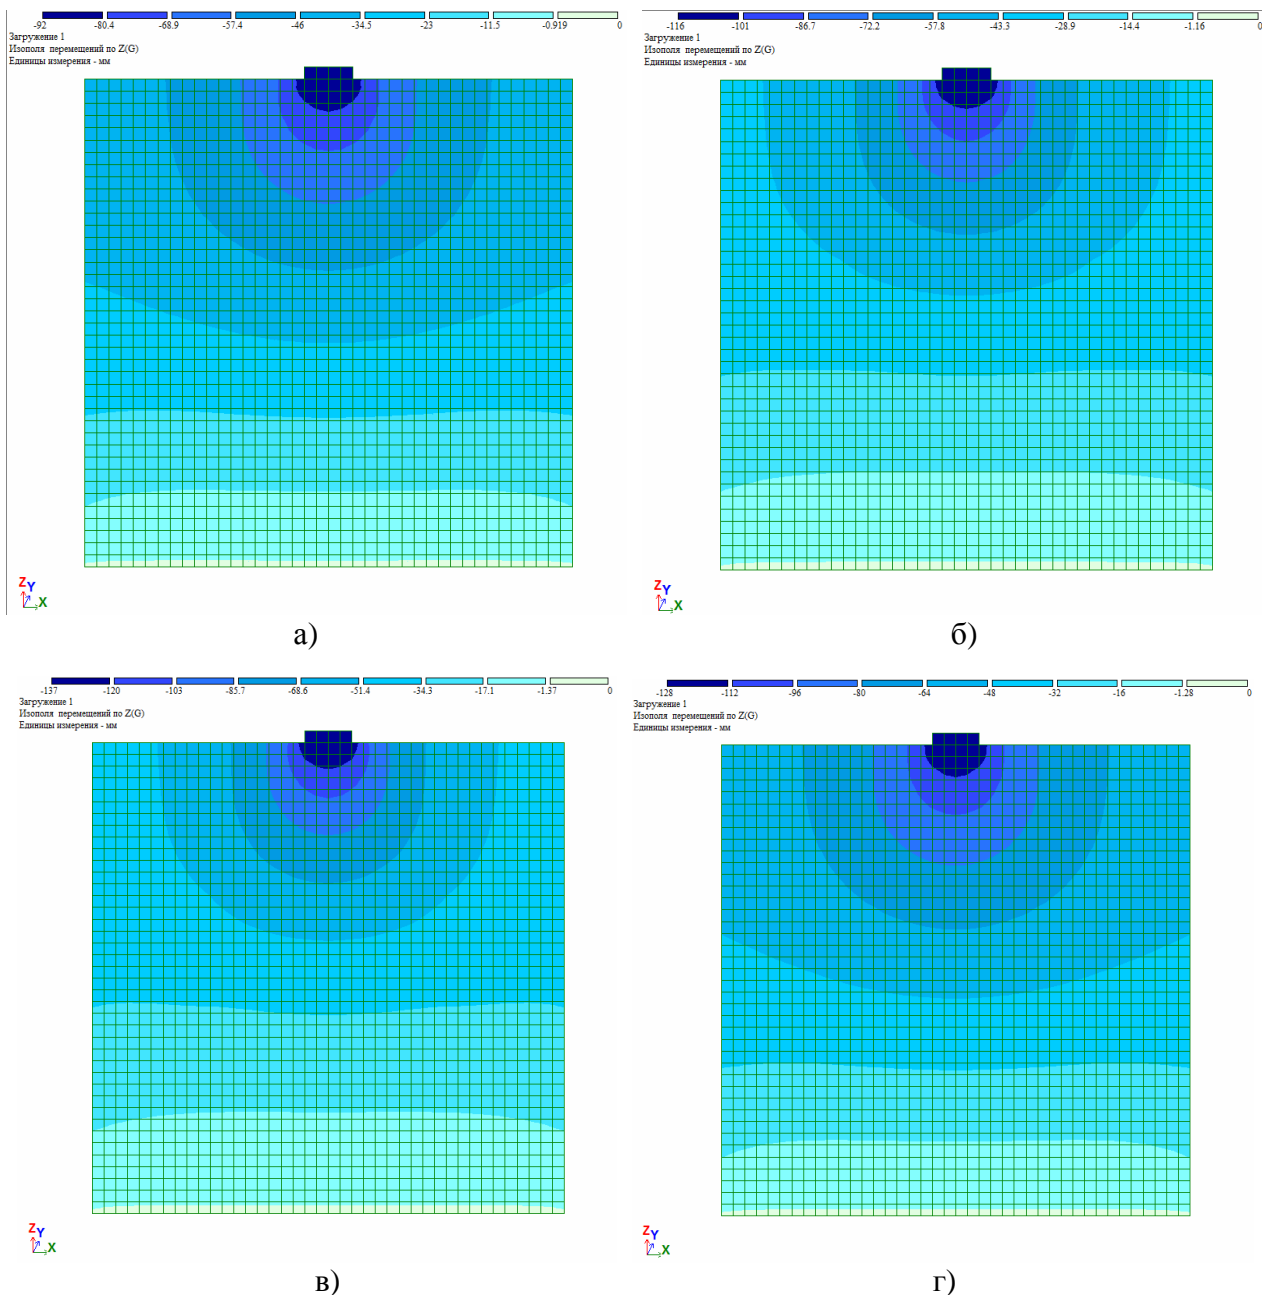 -92 -80.4 -68.9 -57.4 -46 -34.5 -23 -11.5 -0.919 0
Загружение 1
Изополя перемещений по Z(G)
Единицы измерения - мм
Z Y
X
а)
-116 -101 -86.7 -72.2 -57.8 -43.3 -28.9 -14.4 -1.16 0
Загружение 1
Изополя перемещений по Z(G)
Единицы измерения - мм
Z Y
X
б)
-137 -120 -103 -85.7 -68.6 -51.4 -34.3 -17.1 -1.37 0
Загружение 1
Изополя перемещений по Z(G)
Единицы измерения - мм
Z Y
X
в)
-128 -112 -96 -80 -64 -48 -32 -16 -1.28 0
Загружение 1
Изополя перемещений по Z(G)
Единицы измерения - мм
Z Y
X
г)